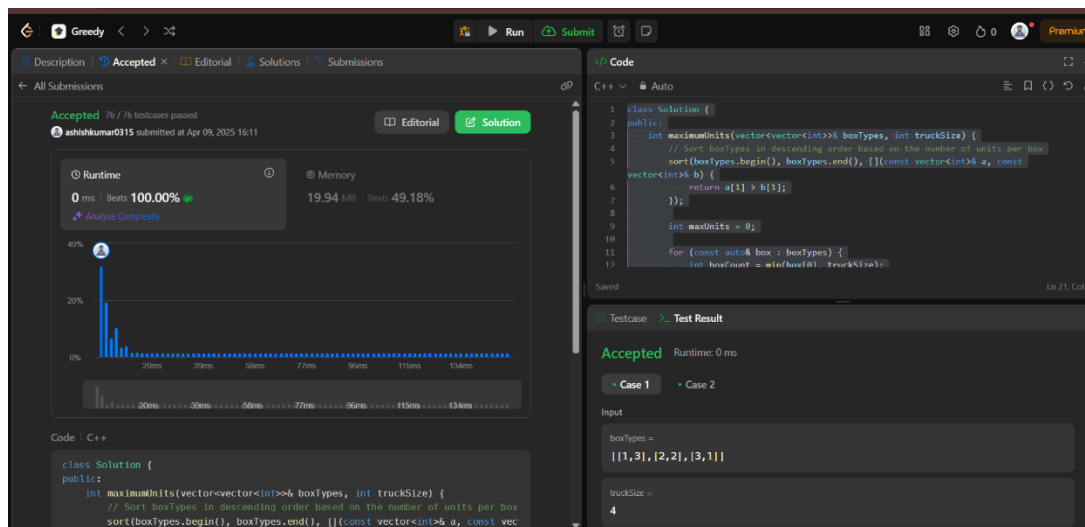 Greedy
Run
Submit
0
Premium
Description
Accepted
Editorial
Solutions
Submissions
All Submissions
Accepted 76 / 76 testcases passed
ashishkumar0315 submitted at Apr 09, 2025 16:11
Editorial
Solution
Runtime
0 ms Beats 100.00%
Analyze Complexity
Memory
19.94 MB Beats 49.18%
40%
20%
0%
20ms 39ms 58ms 77ms 96ms 115ms 134ms
20ms 39ms 58ms 77ms 96ms 115ms 134ms
Code C++
class Solution {
public:
int maximumUnits(vector<vector<int>>& boxTypes, int truckSize) {
// Sort boxTypes in descending order based on the number of units per box
sort(boxTypes.begin(), boxTypes.end(), [](const vector<int>& a, const vec
</> Code
C++ Auto
1 class Solution {
2 public:
3 int maximumUnits(vector<vector<int>>& boxTypes, int truckSize) {
4 // Sort boxTypes in descending order based on the number of units per box
5 sort(boxTypes.begin(), boxTypes.end(), [](const vector<int>& a, const
vector<int>& b) {
6 return a[1] > b[1];
7 });
8
9 int maxUnits = 0;
10
11 for (const auto& box : boxTypes) {
12 int boxCount = min(box[0], truckSize);
Saved
Ln 21, Col
Testcase
>_ Test Result
Accepted Runtime: 0 ms
• Case 1
• Case 2
Input
boxTypes =
[[1,3],[2,2],[3,1]]
truckSize =
4